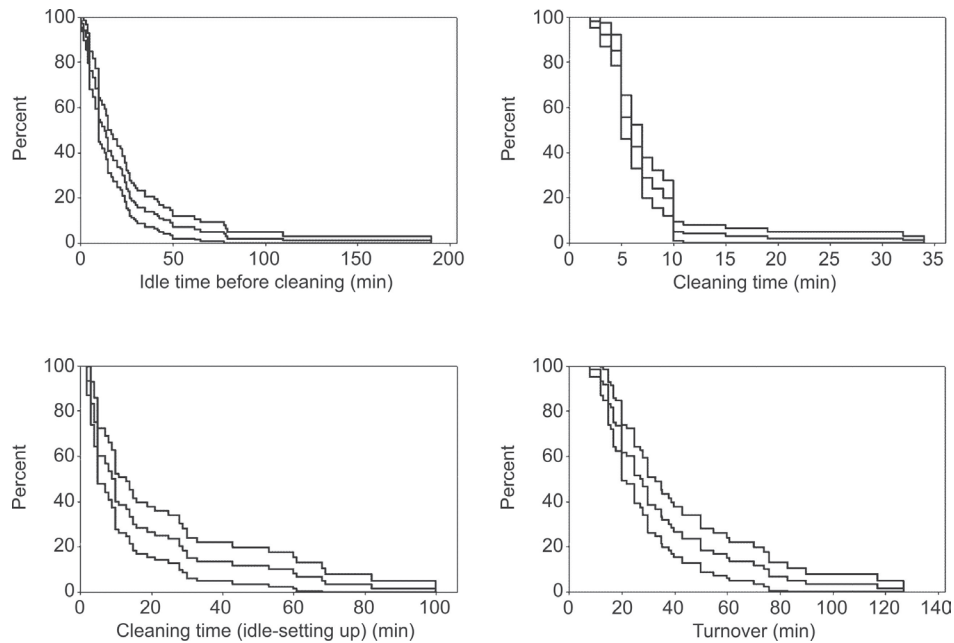 100
80
60
40
20
0
Percent
0 50 100 150 200
Idle time before cleaning (min)
100
80
60
40
20
0
Percent
0 5 10 15 20 25 30 35
Cleaning time (min)
100
80
60
40
20
0
Percent
0 20 40 60 80 100
Cleaning time (idle-setting up) (min)
100
80
60
40
20
0
Percent
0 20 40 60 80 100 120 140
Turnover (min)